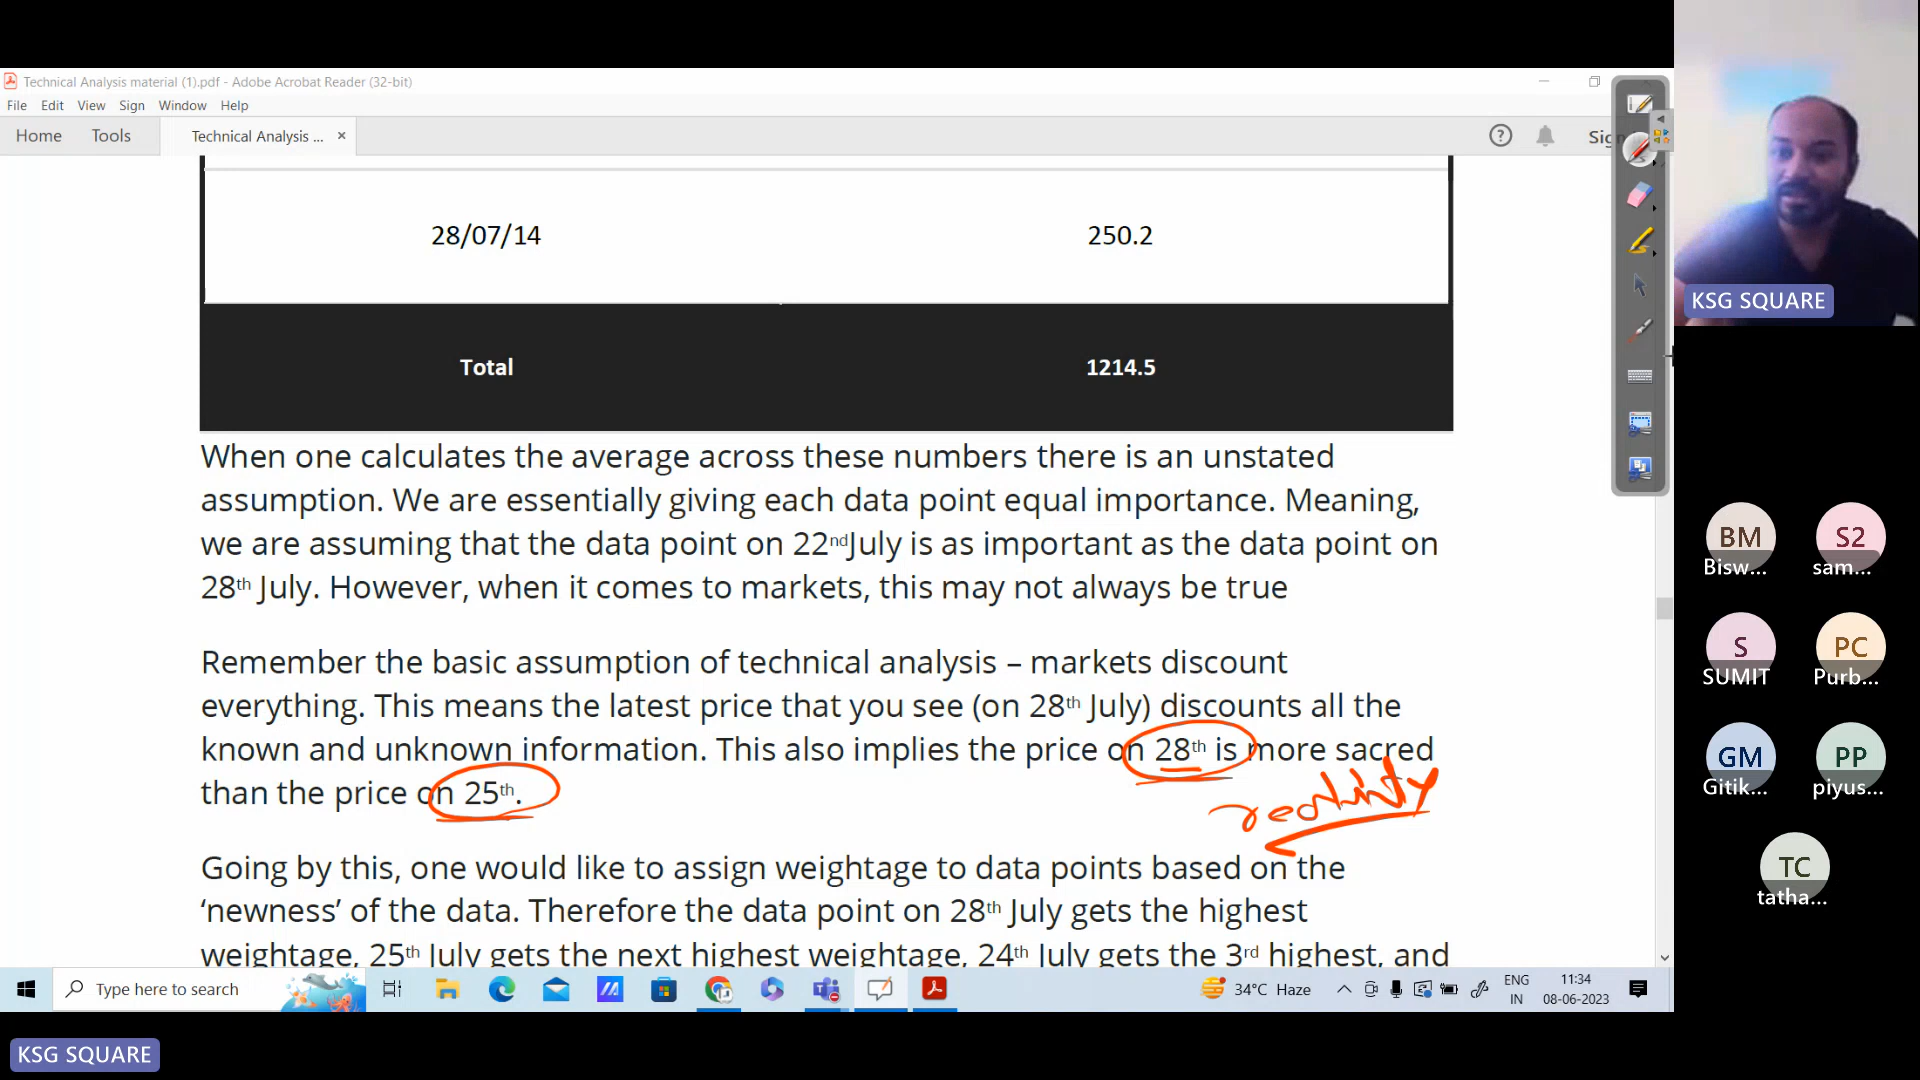 Technical Analysis material (1).pdf - Adobe Acrobat Reader (32-bit)
File Edit View Sign Window Help
Home Tools Technical Analysis ... × Sig
28/07/14 250.2
Total 1214.5
When one calculates the average across these numbers there is an unstated
assumption. We are essentially giving each data point equal importance. Meaning,
we are assuming that the data point on 22nd July is as important as the data point on
28th July. However, when it comes to markets, this may not always be true
Remember the basic assumption of technical analysis – markets discount
everything. This means the latest price that you see (on 28th July) discounts all the
known and unknown information. This also implies the price on 28th is more sacred
than the price on 25th.
Going by this, one would like to assign weightage to data points based on the
‘newness’ of the data. Therefore the data point on 28th July gets the highest
weightage, 25th July gets the next highest weightage, 24th July gets the 3rd highest, and
Type here to search
34°C Haze
ENG
IN
11:34
08-06-2023
KSG SQUARE
BM
Bisw...
S2
sam...
S
SUMIT
PC
Purb...
GM
Gitik...
PP
piyus...
TC
tatha...
KSG SQUARE